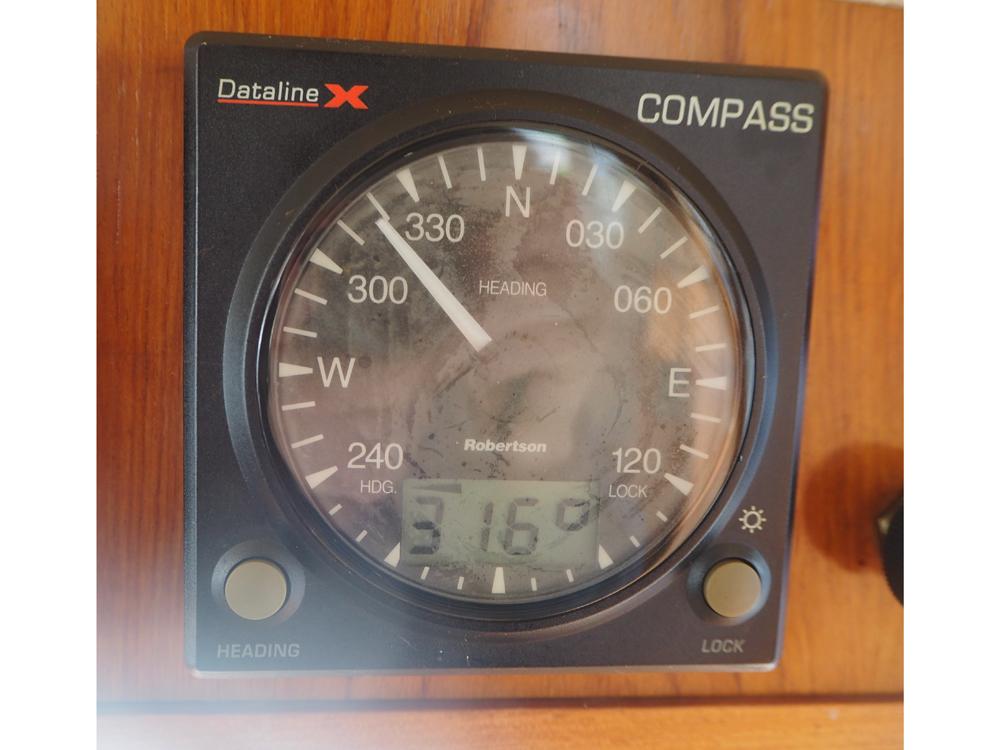 Dataline X
COMPASS
N
330
030
HEADING
300
060
W
E
Robertson
240
120
HDG.
LOCK
316°
HEADING
LOCK